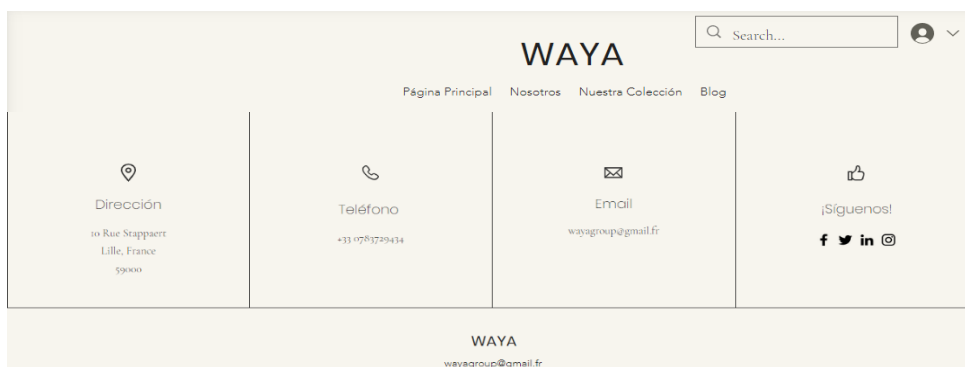 Search...
WAYA
Página Principal Nosotros Nuestra Colección Blog
Dirección
10 Rue Stappaert
Lille, France
59000
Teléfono
+33 0783729434
Email
wayagroup@gmail.fr
¡Síguenos!
WAYA
wayagroup@gmail.fr